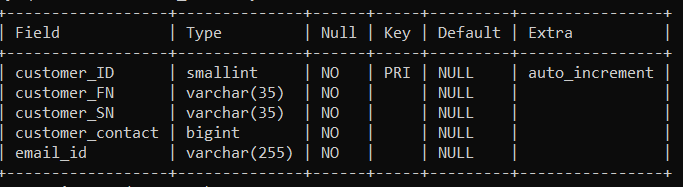 +------------------+--------------+------+-----+---------+----------------+
| Field            | Type         | Null | Key | Default | Extra          |
+------------------+--------------+------+-----+---------+----------------+
| customer_ID      | smallint     | NO   | PRI | NULL    | auto_increment |
| customer_FN      | varchar(35)  | NO   |     | NULL    |                |
| customer_SN      | varchar(35)  | NO   |     | NULL    |                |
| customer_contact | bigint       | NO   |     | NULL    |                |
| email_id         | varchar(255) | NO   |     | NULL    |                |
+------------------+--------------+------+-----+---------+----------------+